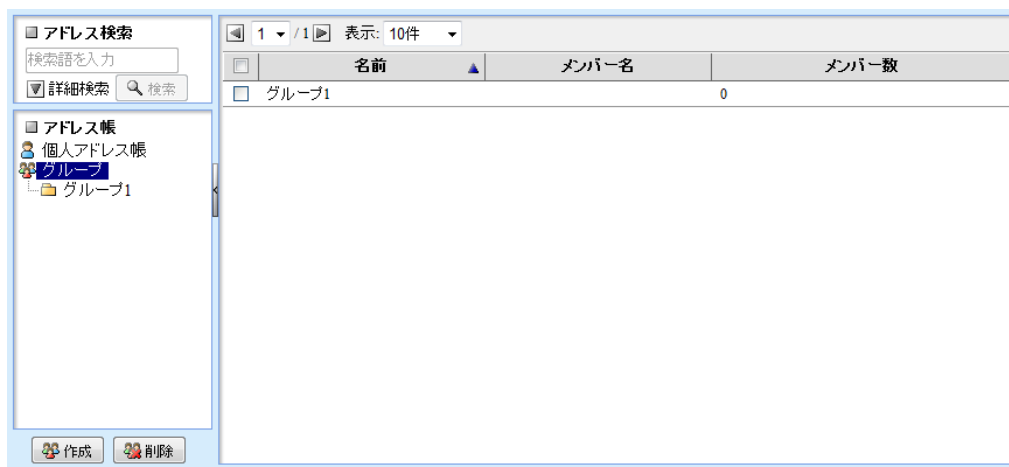 アドレス検索
検索語を入力
詳細検索 検索
アドレス帳
個人アドレス帳
グループ
グループ1
作成 削除
1 /1 表示: 10件
名前 メンバー名 メンバー数
グループ1 0